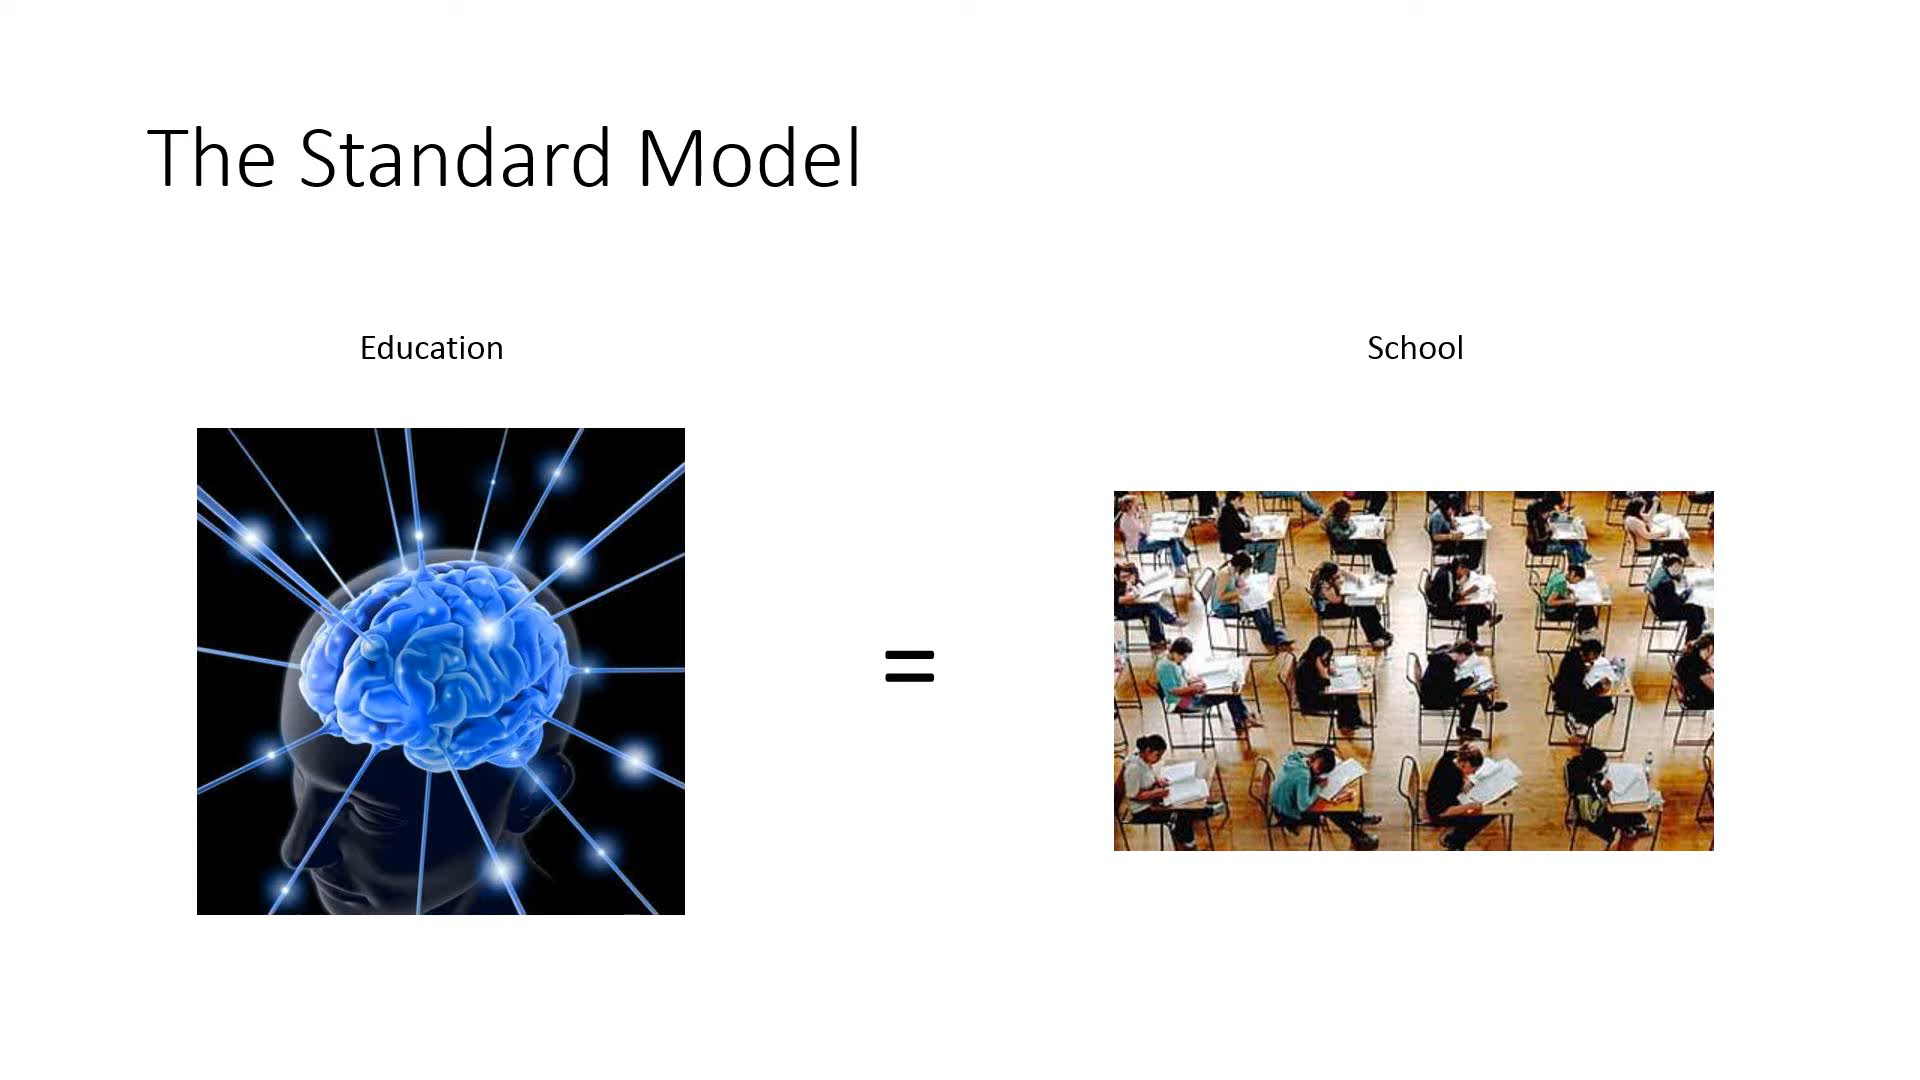 The Standard Model
Education
School
=